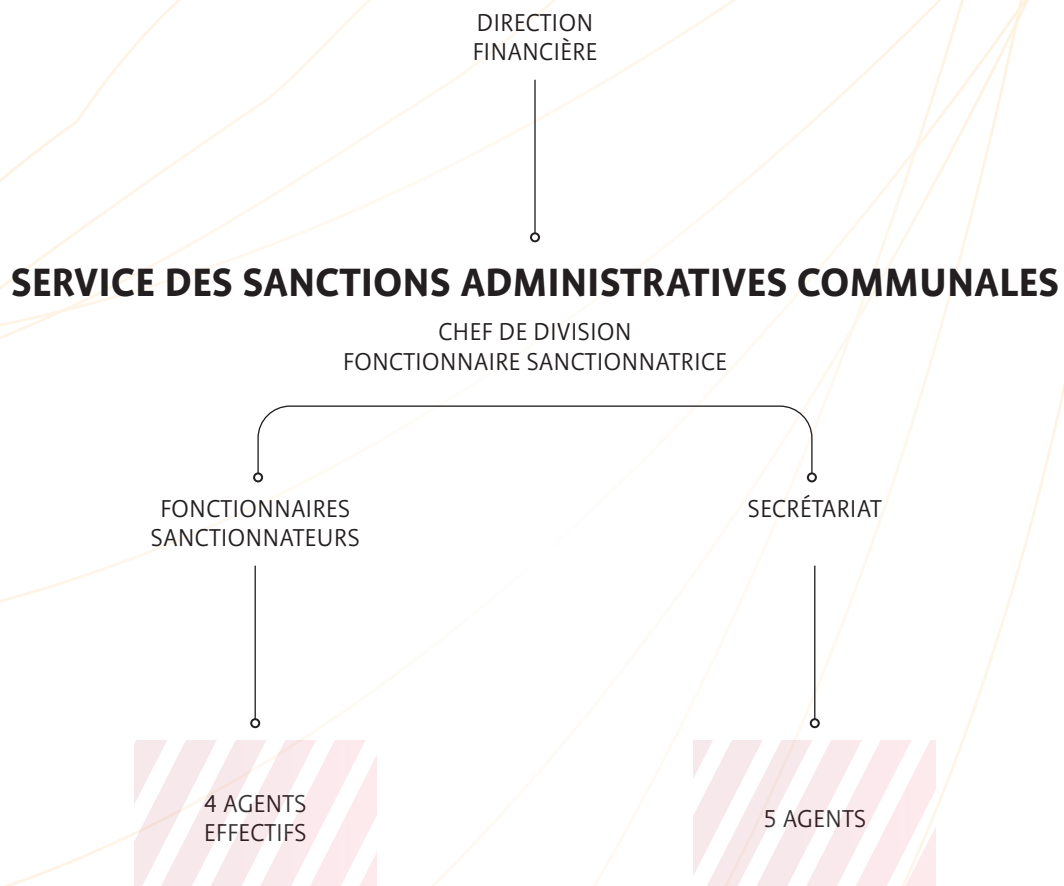 DIRECTION
FINANCIÈRE
SERVICE DES SANCTIONS ADMINISTRATIVES COMMUNALES
CHEF DE DIVISION
FONCTIONNAIRE SANCTIONNATRICE
FONCTIONNAIRES
SANCTIONNATEURS
SECRÉTARIAT
4 AGENTS
EFFECTIFS
5 AGENTS